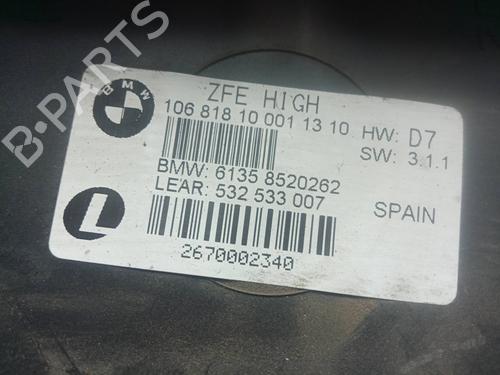 B-PARTS
BMW
ZFE HIGH
106 818 10 001 13 10 HW: D7
SW: 3.1.1
BMW: 6135 8520262
LEAR: 532 533 007
SPAIN
L
2670002340